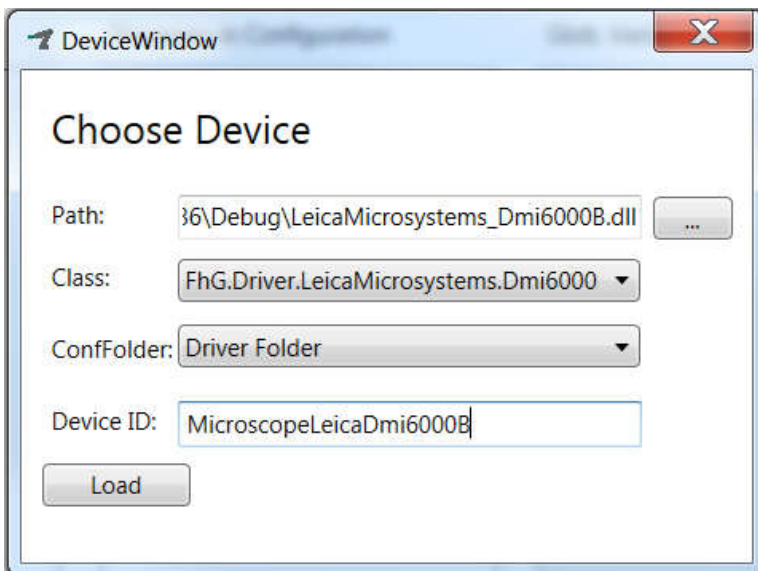 DeviceWindow
Choose Device
Path: 36\Debug\LeicaMicrosystems_Dmi6000B.dll ...
Class: FhG.Driver.LeicaMicrosystems.Dmi6000
ConfFolder: Driver Folder
Device ID: MicroscopeLeicaDmi6000B
Load